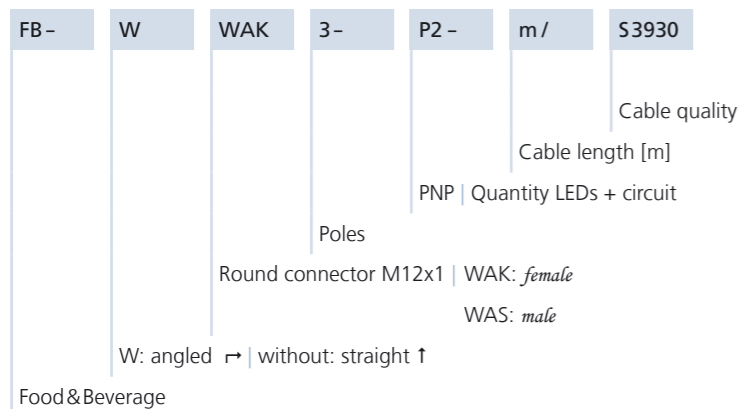 FB – W WAK 3 – P2 – m / S3930
Cable quality
Cable length [m]
PNP | Quantity LEDs + circuit
Poles
Round connector M12x1 | WAK: female
WAS: male
W: angled ↱ | without: straight ↑
Food & Beverage